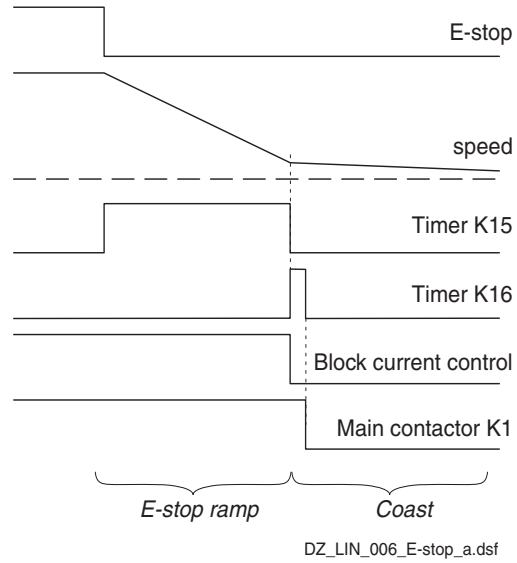 E-stop
speed
Timer K15
Timer K16
Block current control
Main contactor K1
E-stop ramp
Coast
DZ_LIN_006_E-stop_a.dsf